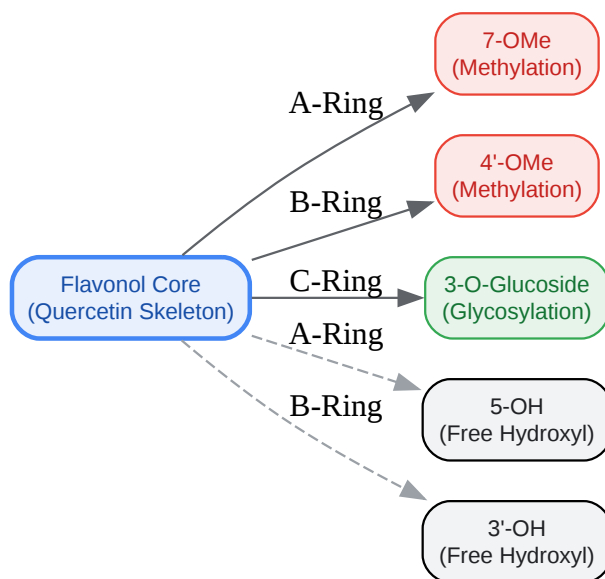 7-OMe
(Methylation)
A-Ring
4'-OMe
(Methylation)
B-Ring
Flavonol Core
(Quercetin Skeleton)
C-Ring
3-O-Glucoside
(Glycosylation)
A-Ring
5-OH
(Free Hydroxyl)
B-Ring
3'-OH
(Free Hydroxyl)